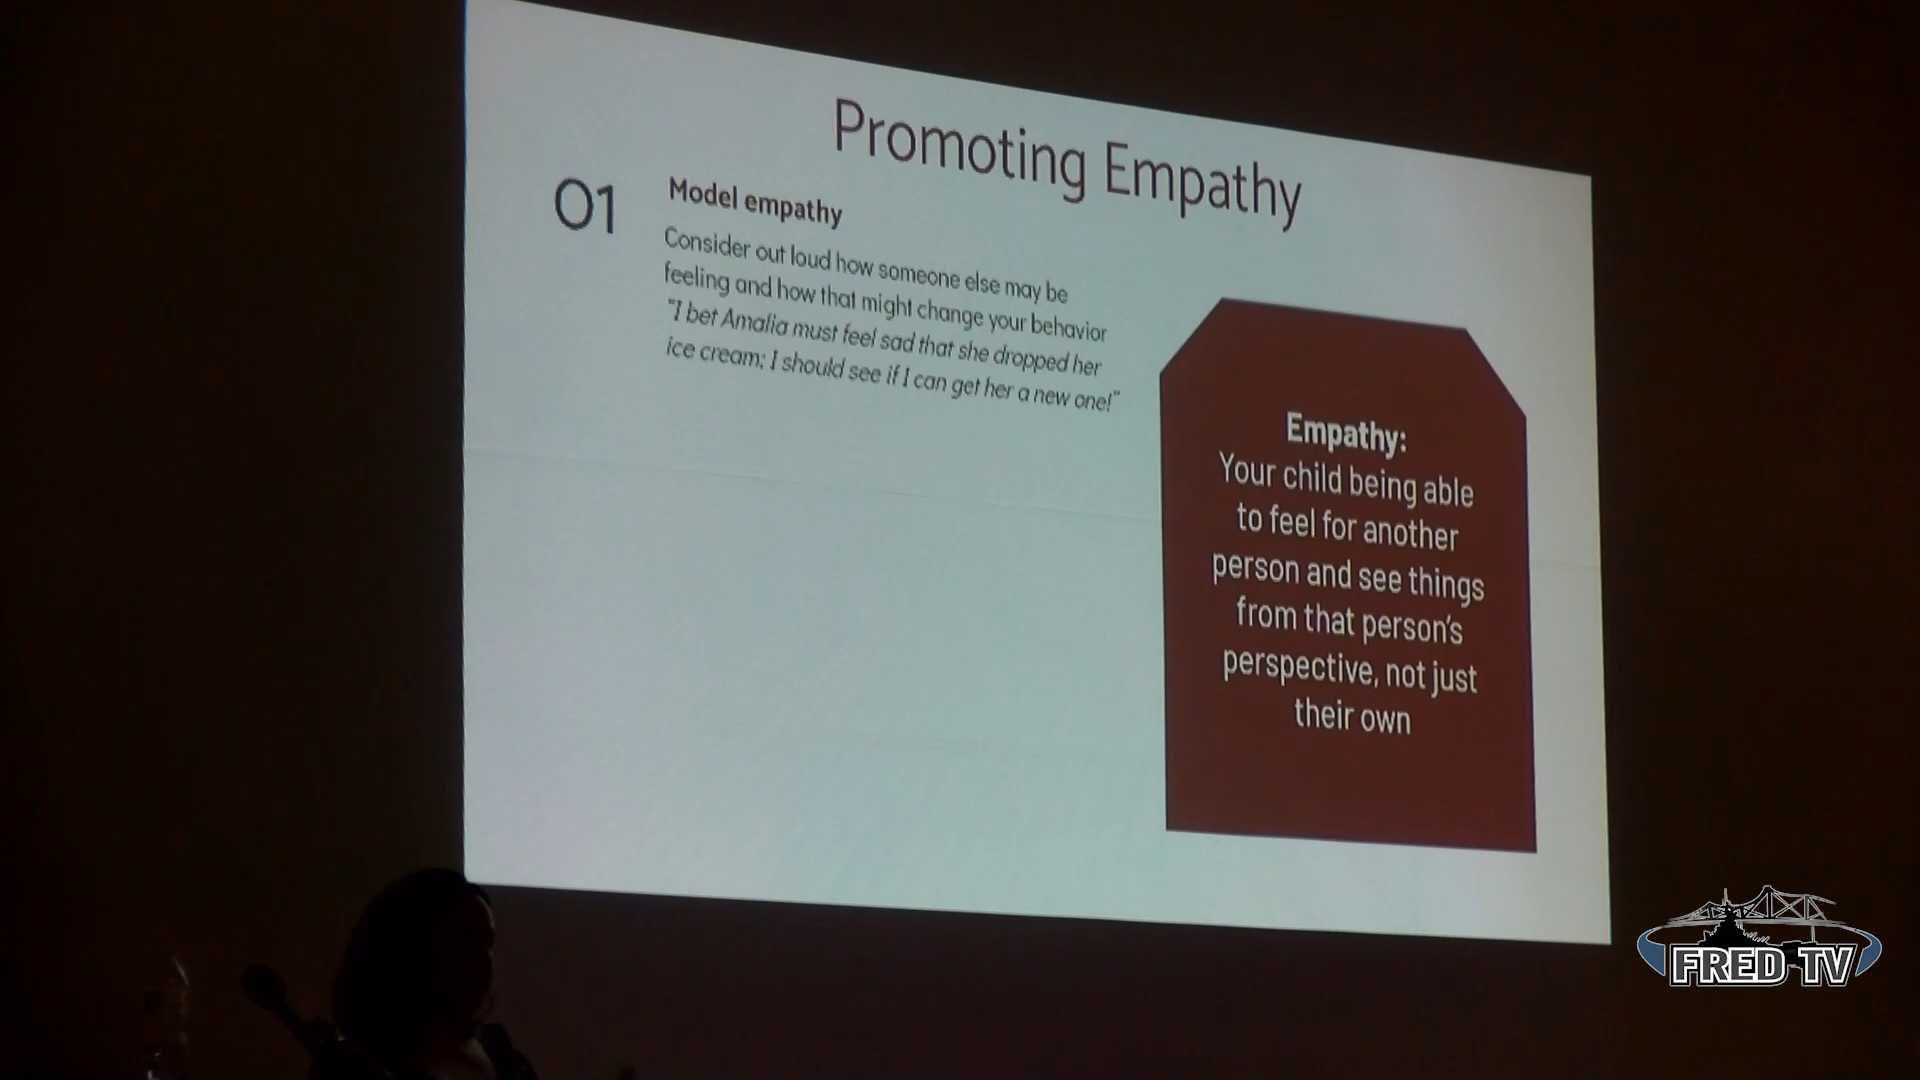 Promoting Empathy
01
Model empathy
Consider out loud how someone else may be
feeling and how that might change your behavior
"I bet Amalia must feel sad that she dropped her
ice cream; I should see if I can get her a new one!"
Empathy:
Your child being able
to feel for another
person and see things
from that person's
perspective, not just
their own
FRED TV